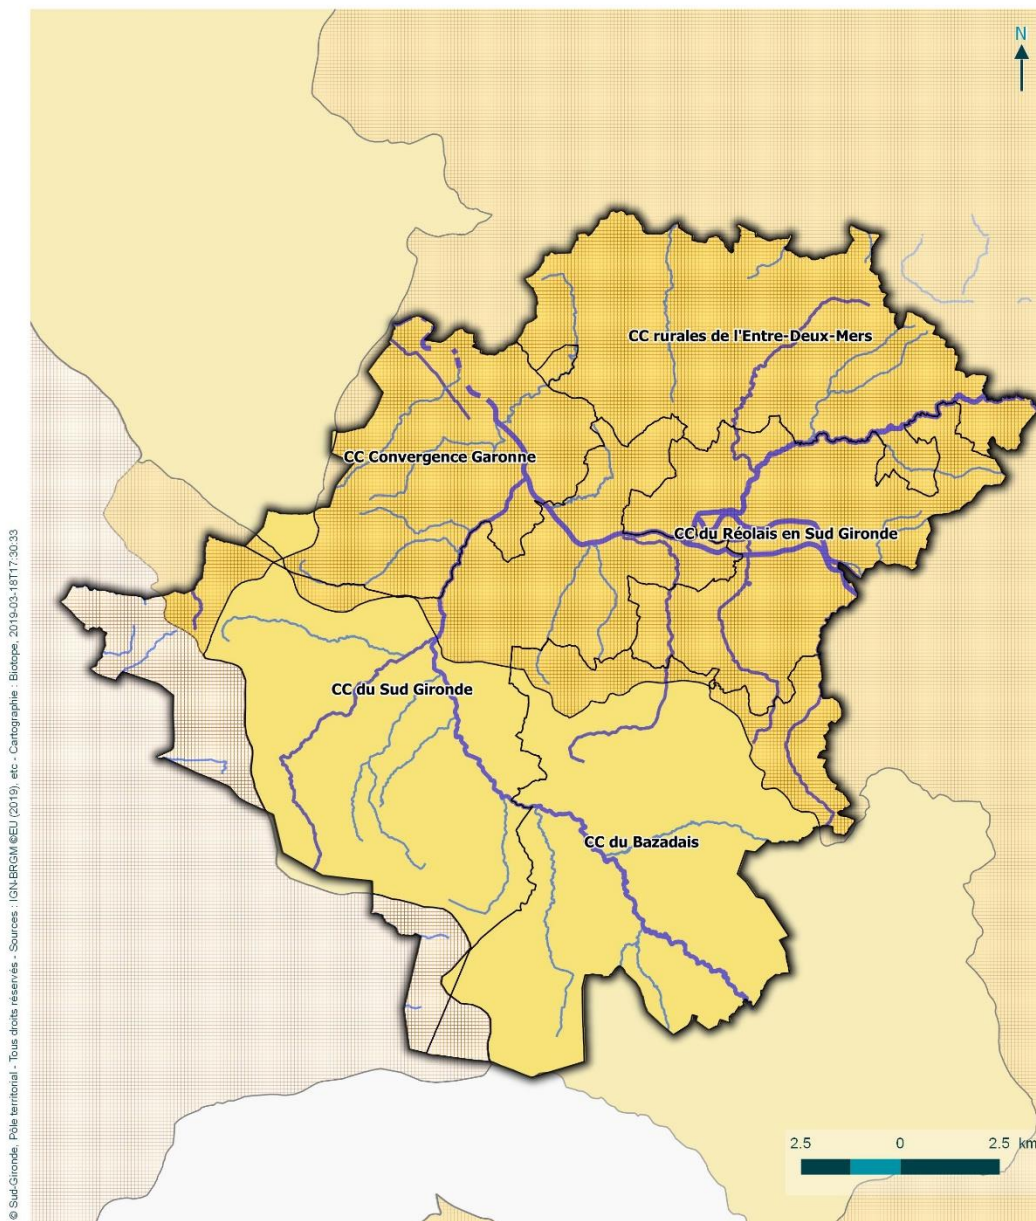 N
CC rurales de l'Entre-Deux-Mers
CC Convergence Garonne
CC du Réolais en Sud Gironde
CC du Sud Gironde
CC du Bazadais
2.5 0 2.5 km
© Sud-Gironde, Pôle territorial - Tous droits réservés - Sources : IGN-BRGM ©EU (2019), etc - Cartographie : Biotope, 2019-03-18T17:30:33